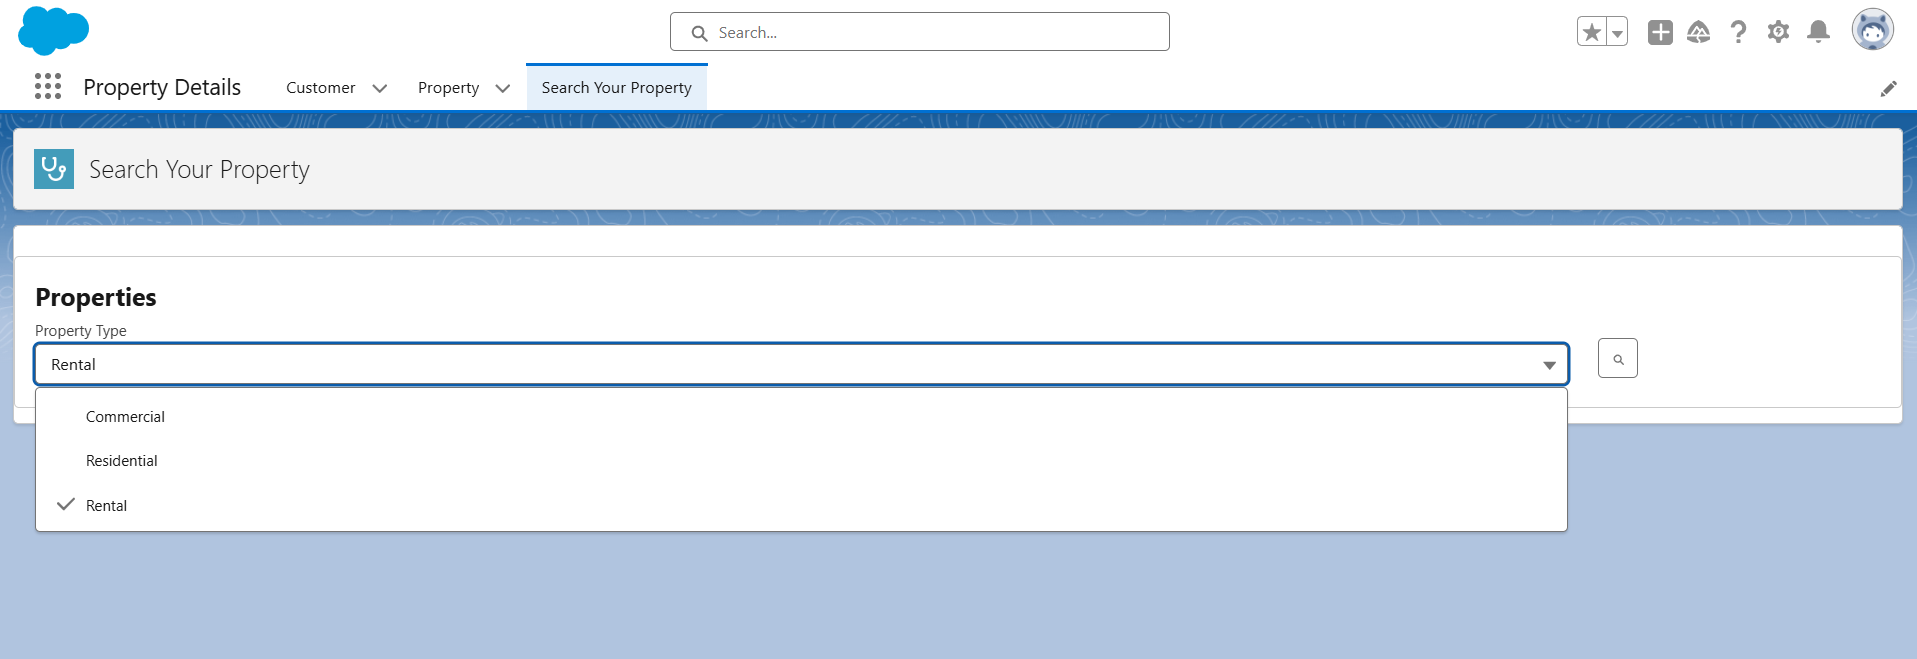 Search...
Property Details
Customer
Property
Search Your Property
Search Your Property
Properties
Property Type
Rental
Commercial
Residential
Rental